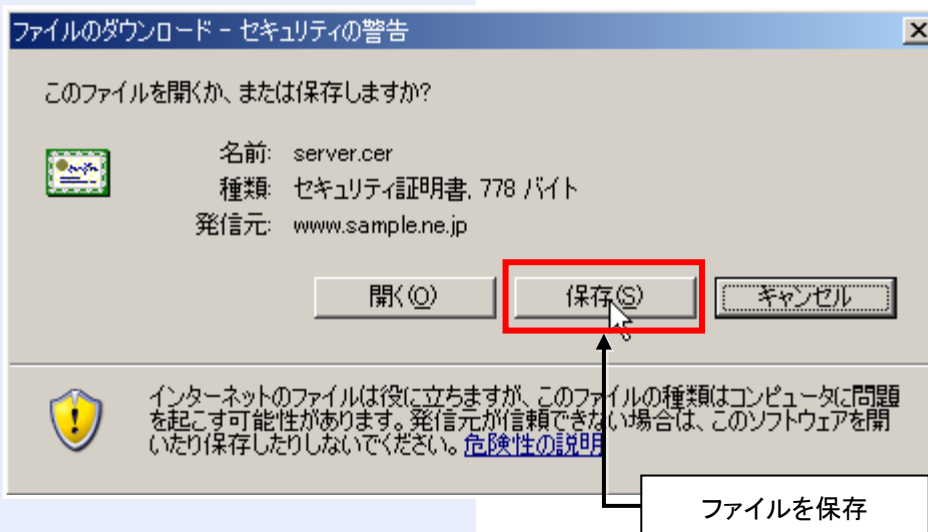 ファイルのダウンロード - セキュリティの警告
このファイルを開くか、または保存しますか?
名前: server.cer
種類: セキュリティ証明書, 778 バイト
発信元: www.sample.ne.jp
開く(O) 保存(S) キャンセル
インターネットのファイルは役に立ちますが、このファイルの種類はコンピュータに問題
を起こす可能性があります。発信元が信頼できない場合は、このソフトウェアを開
いたり保存したりしないでください。危険性の説明
ファイルを保存